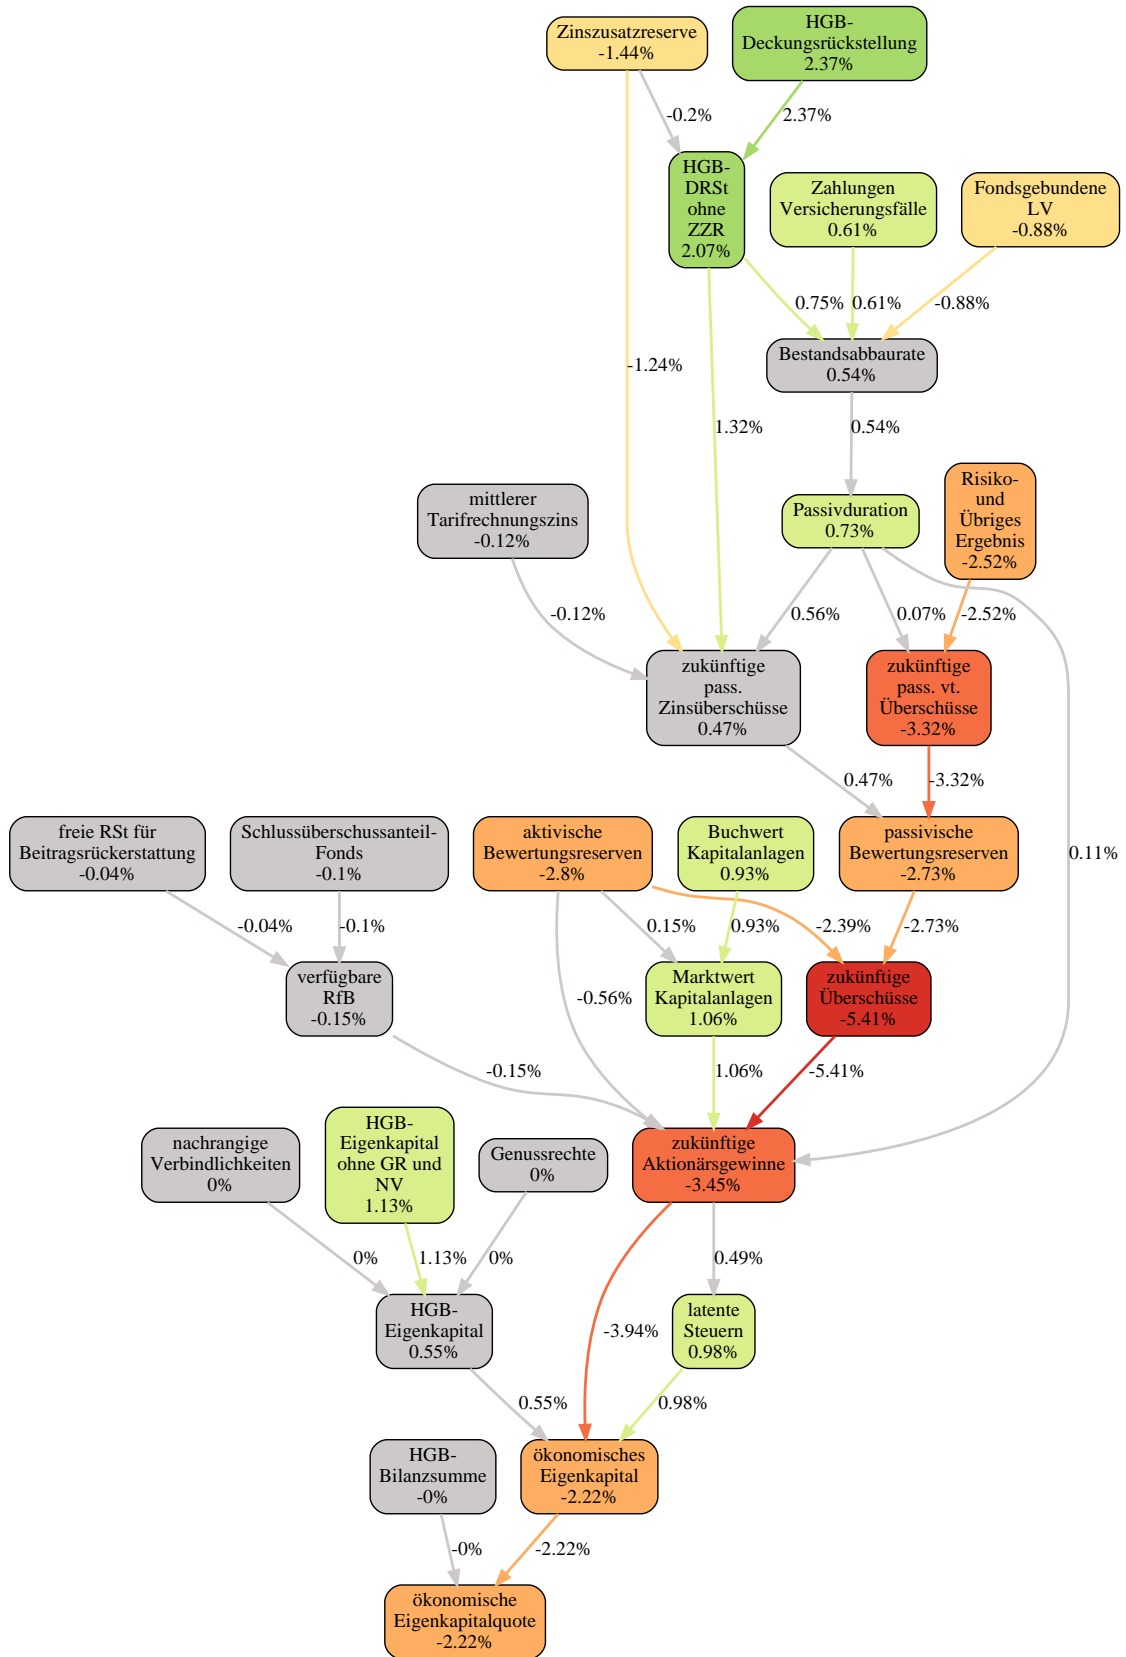 Zinszusatzreserve
-1.44%
HGB-
Deckungsrückstellung
2.37%
-0.2%
2.37%
HGB-
DRSt
ohne
ZZR
2.07%
Zahlungen
Versicherungsfälle
0.61%
Fondsgebundene
LV
-0.88%
0.75%
0.61%
-0.88%
Bestandsabbaurate
0.54%
-1.24%
1.32%
0.54%
mittlerer
Tarifrechnungszins
-0.12%
Passivduration
0.73%
Risiko-
und
Übriges
Ergebnis
-2.52%
-0.12%
0.56%
0.07%
-2.52%
zukünftige
pass.
Zinsüberschüsse
0.47%
zukünftige
pass. vt.
Überschüsse
-3.32%
0.47%
-3.32%
0.11%
freie RSt für
Beitragsrückerstattung
-0.04%
Schlussüberschussanteil-
Fonds
-0.1%
aktivische
Bewertungsreserven
-2.8%
Buchwert
Kapitalanlagen
0.93%
passivische
Bewertungsreserven
-2.73%
-0.04%
-0.1%
0.15%
0.93%
-2.39%
-2.73%
verfügbare
RfB
-0.15%
-0.56%
Marktwert
Kapitalanlagen
1.06%
zukünftige
Überschüsse
-5.41%
-0.15%
1.06%
-5.41%
nachrangige
Verbindlichkeiten
0%
HGB-
Eigenkapital
ohne GR und
NV
1.13%
Genussrechte
0%
zukünftige
Aktionärsgewinne
-3.45%
0%
1.13%
0%
0.49%
HGB-
Eigenkapital
0.55%
-3.94%
latente
Steuern
0.98%
0.55%
0.98%
HGB-
Bilanzsumme
-0%
ökonomisches
Eigenkapital
-2.22%
-0%
-2.22%
ökonomische
Eigenkapitalquote
-2.22%